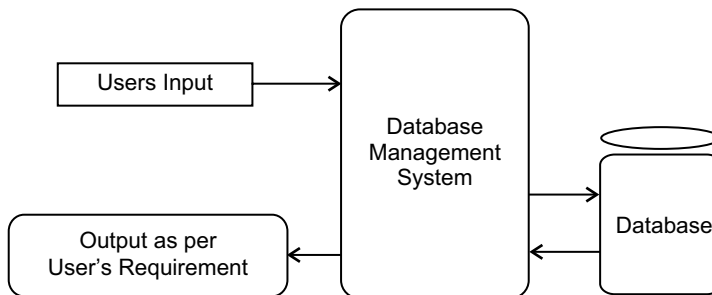 Users Input
Database
Management
System
Output as per
User's Requirement
Database